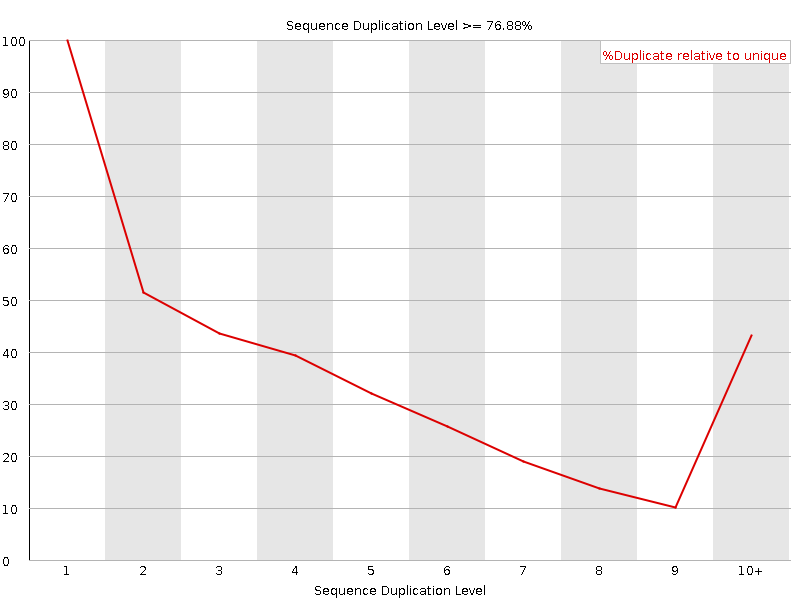 Sequence Duplication Level >= 76.88%
%Duplicate relative to unique
100
90
80
70
60
50
40
30
20
10
0
1 2 3 4 5 6 7 8 9 10+
Sequence Duplication Level